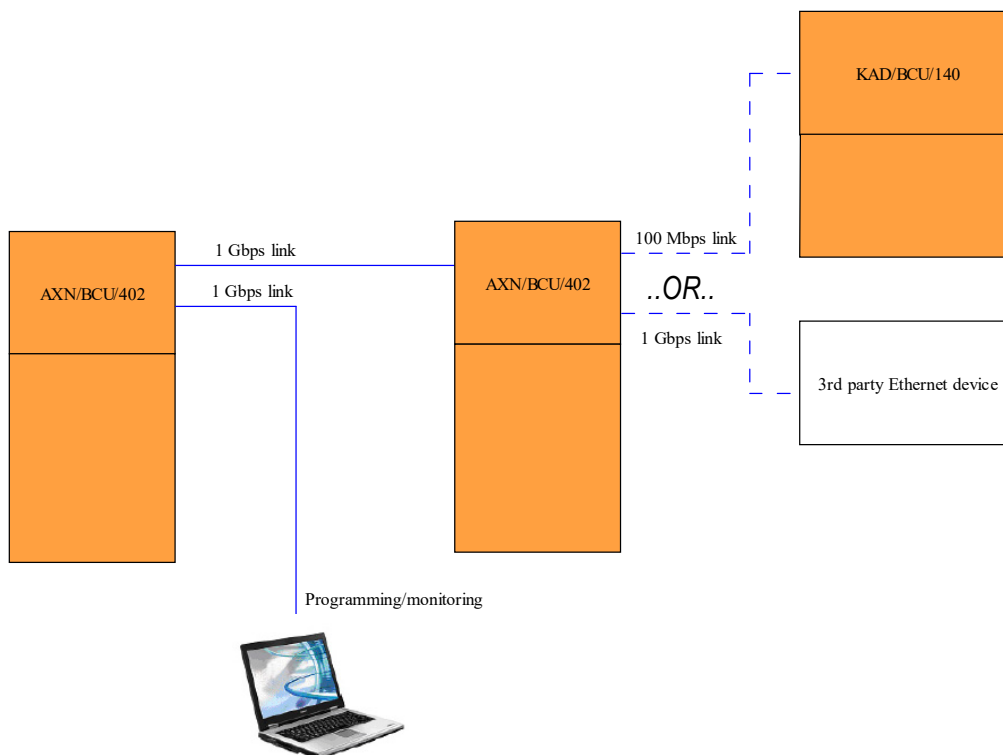 KAD/BCU/140
100 Mbps link
1 Gbps link
AXN/BCU/402
AXN/BCU/402
..OR..
1 Gbps link
1 Gbps link
3rd party Ethernet device
Programming/monitoring